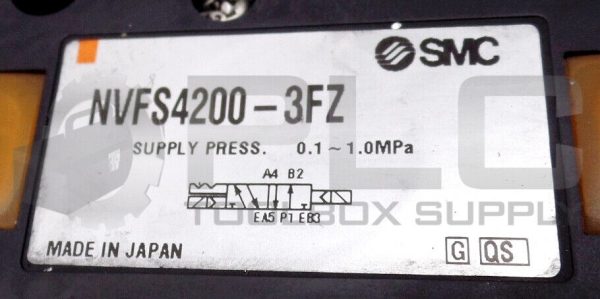 SMC
NVFS4200-3FZ
SUPPLY PRESS. 0.1~1.0MPa
A4 B2
EA5 P1 EB3
MADE IN JAPAN
G QS
PLC
TOOLBOX SUPPLY